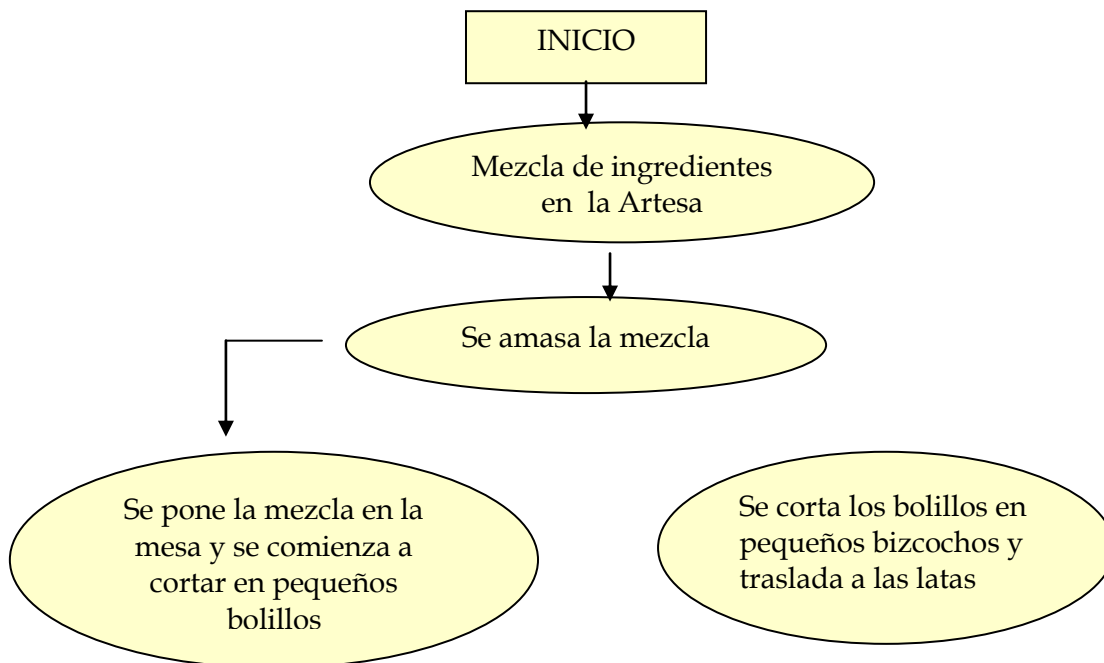 INICIO
Mezcla de ingredientes
en la Artesa
Se amasa la mezcla
Se pone la mezcla en la
mesa y se comienza a
cortar en pequeños
bolillos
Se corta los bolillos en
pequeños bizcochos y
traslada a las latas